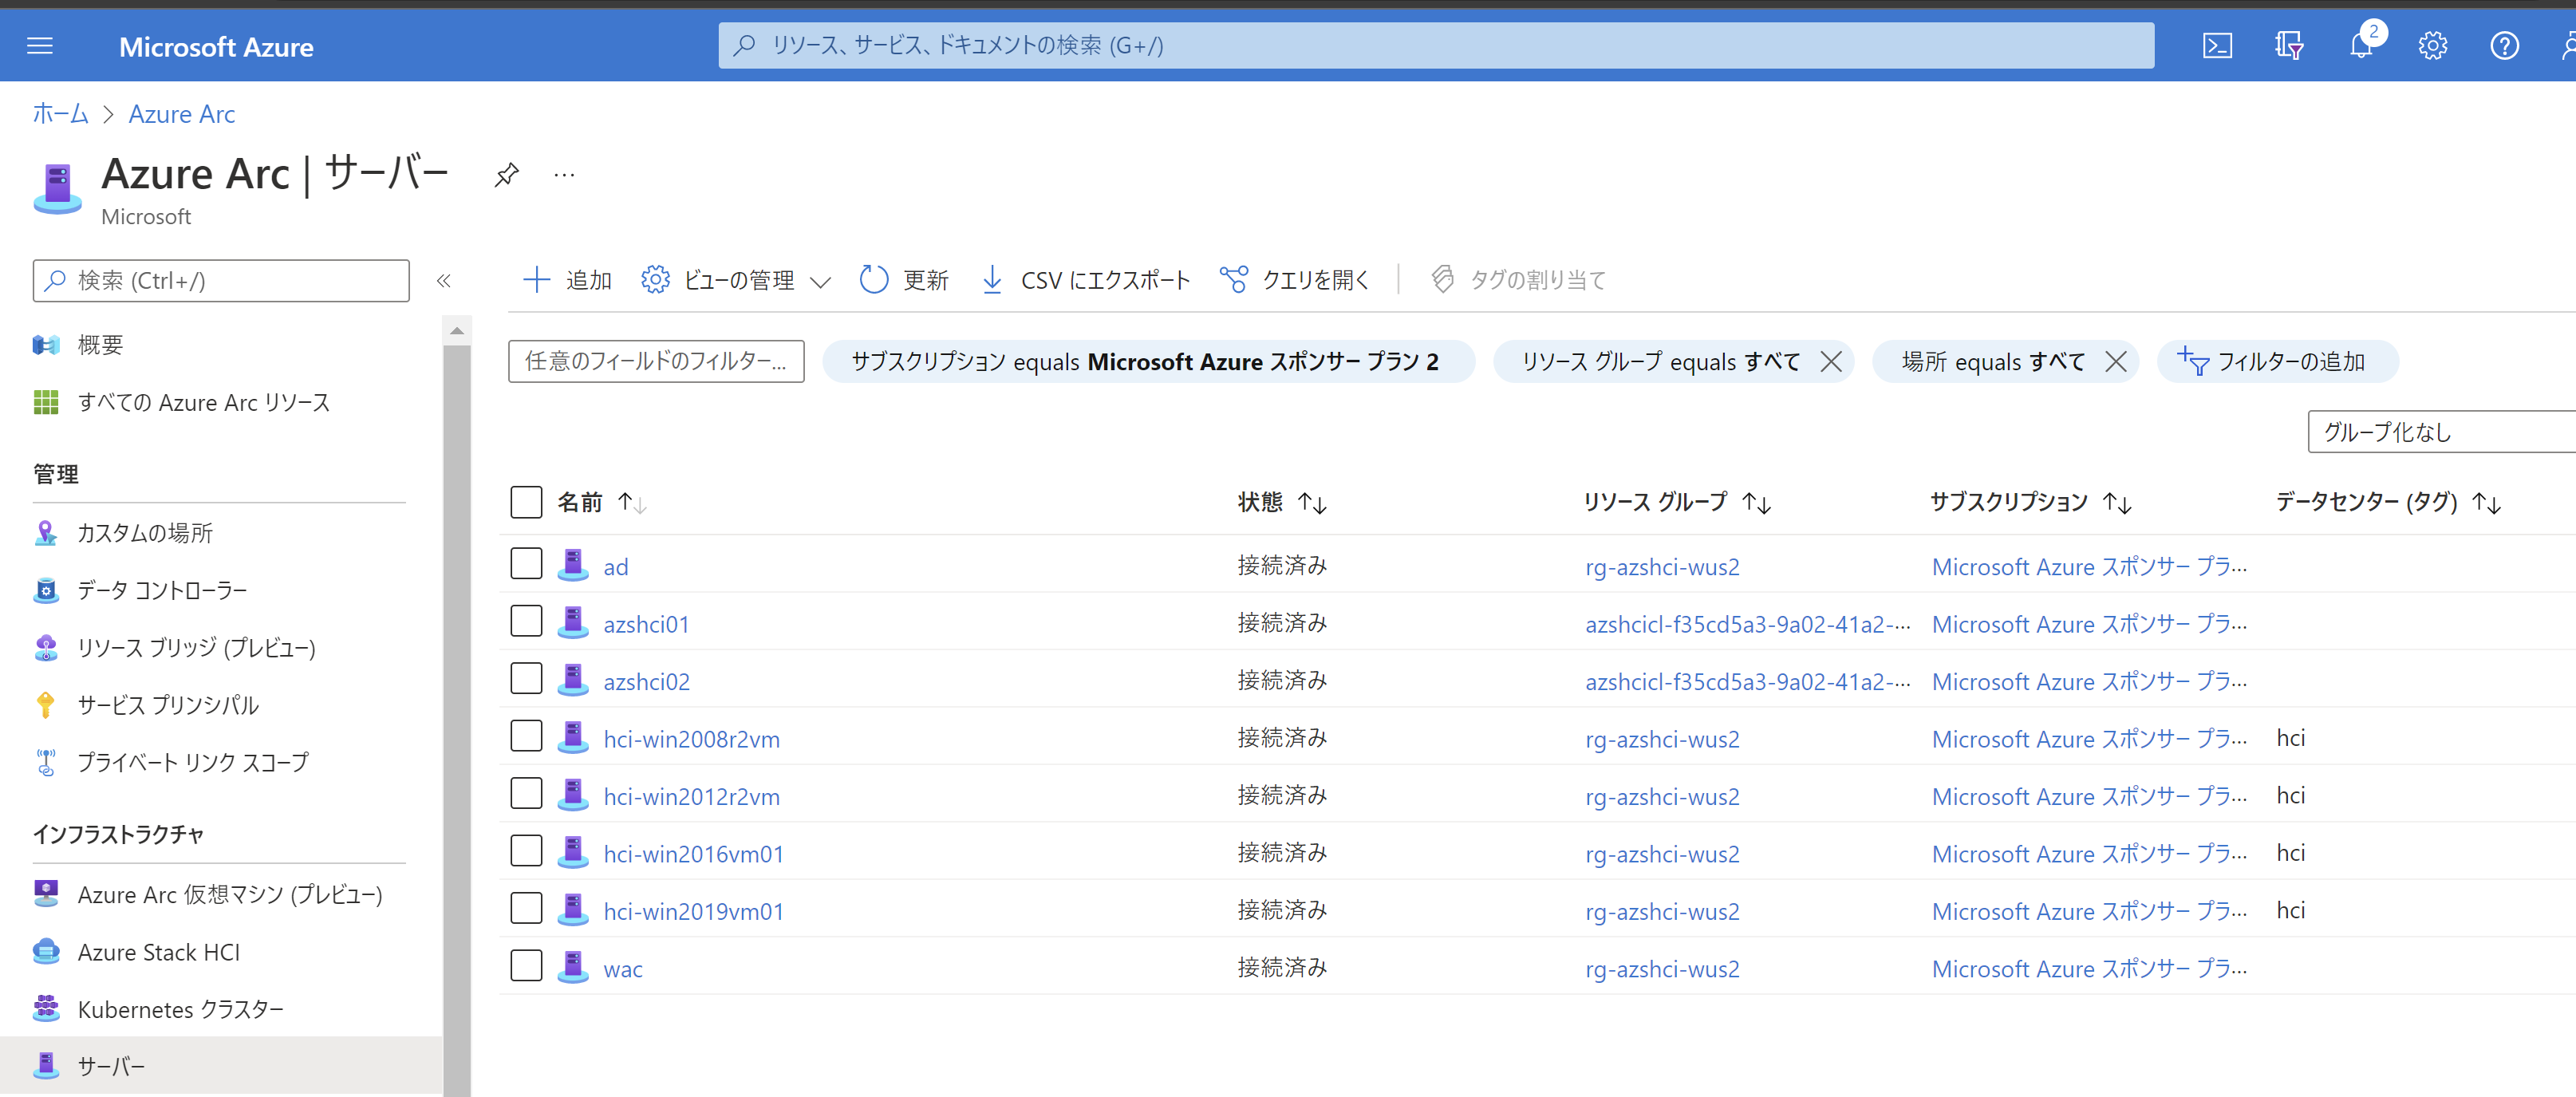 Microsoft Azure
リソース、サービス、ドキュメントの検索 (G+/)
2
ホーム > Azure Arc
Azure Arc | サーバー
...
Microsoft
検索 (Ctrl+/)
«
概要
すべての Azure Arc リソース
管理
カスタムの場所
データ コントローラー
リソース ブリッジ (プレビュー)
サービス プリンシパル
プライベート リンク スコープ
インフラストラクチャ
Azure Arc 仮想マシン (プレビュー)
Azure Stack HCI
Kubernetes クラスター
サーバー
追加 ビューの管理 更新 CSV にエクスポート クエリを開く タグの割り当て
任意のフィールドのフィルター... サブスクリプション equals Microsoft Azure スポンサー プラン 2 リソース グループ equals すべて 場所 equals すべて フィルターの追加
グループ化なし
名前 ↑↓ 状態 ↑↓ リソース グループ ↑↓ サブスクリプション ↑↓ データセンター (タグ) ↑↓
ad 接続済み rg-azshci-wus2 Microsoft Azure スポンサー プラ...
azshci01 接続済み azshcicl-f35cd5a3-9a02-41a2-... Microsoft Azure スポンサー プラ...
azshci02 接続済み azshcicl-f35cd5a3-9a02-41a2-... Microsoft Azure スポンサー プラ...
hci-win2008r2vm 接続済み rg-azshci-wus2 Microsoft Azure スポンサー プラ... hci
hci-win2012r2vm 接続済み rg-azshci-wus2 Microsoft Azure スポンサー プラ... hci
hci-win2016vm01 接続済み rg-azshci-wus2 Microsoft Azure スポンサー プラ... hci
hci-win2019vm01 接続済み rg-azshci-wus2 Microsoft Azure スポンサー プラ... hci
wac 接続済み rg-azshci-wus2 Microsoft Azure スポンサー プラ...